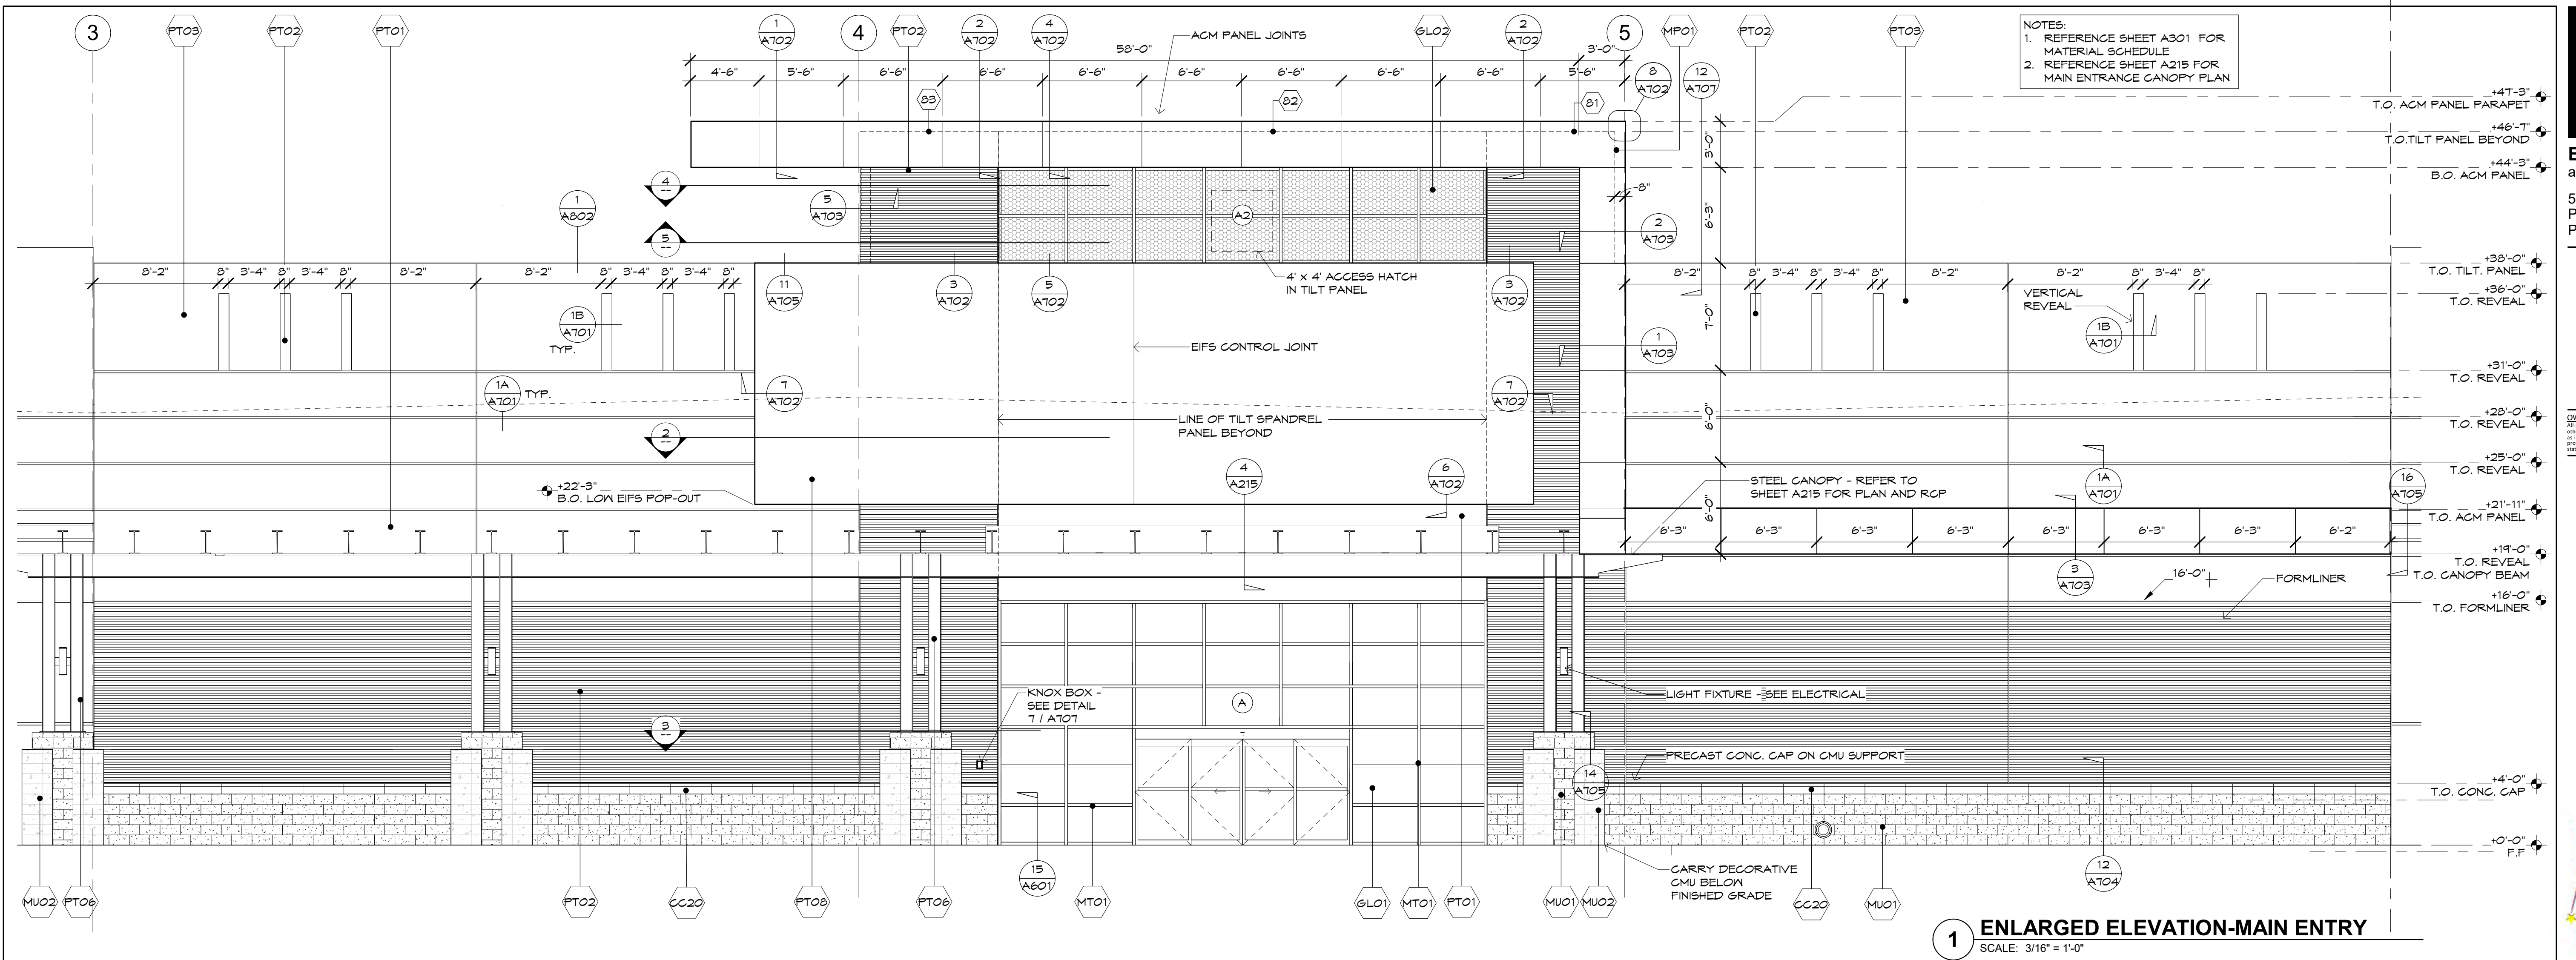 3
PT03
PT02
PT01
1
A702
4
PT02
2
A702
4
A702
ACM PANEL JOINTS
GL02
2
A702
5
MP01
PT02
PT03
NOTES:
1. REFERENCE SHEET A301 FOR
MATERIAL SCHEDULE
2. REFERENCE SHEET A215 FOR
MAIN ENTRANCE CANOPY PLAN
58'-0"
3'-0"
4'-6"
5'-6"
6'-6"
6'-6"
6'-6"
6'-6"
6'-6"
6'-6"
6'-6"
5'-6"
8
A702
12
A707
83
82
81
+47'-3"
T.O. ACM PANEL PARAPET
+46'-7"
T.O.TILT PANEL BEYOND
+44'-3"
B.O. ACM PANEL
3'-0"
8"
6'-3"
4
--
5
--
1
A802
5
A703
A2
2
A703
4' x 4' ACCESS HATCH
IN TILT PANEL
8'-2"
8"
3'-4"
8"
3'-4"
8"
8'-2"
8'-2"
8"
3'-4"
8"
3'-4"
8"
11
A705
3
A702
5
A702
3
A702
8'-2"
8"
3'-4"
8"
3'-4"
8"
8'-2"
8'-2"
8"
3'-4"
8"
+38'-0"
T.O. TILT. PANEL
+36'-0"
T.O. REVEAL
VERTICAL
REVEAL
7'-0"
1B
A701
TYP.
1B
A701
EIFS CONTROL JOINT
1
A703
+31'-0"
T.O. REVEAL
1A
A701
TYP.
7
A702
7
A702
6'-0"
LINE OF TILT SPANDREL
PANEL BEYOND
2
--
+28'-0"
T.O. REVEAL
+25'-0"
T.O. REVEAL
4
A215
6
A702
STEEL CANOPY - REFER TO
SHEET A215 FOR PLAN AND RCP
1A
A701
16
A705
+22'-3"
B.O. LOW EIFS POP-OUT
6'-0"
+21'-11"
T.O. ACM PANEL
6'-3"
6'-3"
6'-3"
6'-3"
6'-3"
6'-3"
6'-3"
6'-2"
+19'-0"
T.O. REVEAL
T.O. CANOPY BEAM
3
A703
16'-0"
FORMLINER
+16'-0"
T.O. FORMLINER
KNOX BOX -
SEE DETAIL
7 / A707
A
LIGHT FIXTURE - SEE ELECTRICAL
3
--
PRECAST CONC. CAP ON CMU SUPPORT
14
A705
+4'-0"
T.O. CONC. CAP
+0'-0"
F.F
15
A601
CARRY DECORATIVE
CMU BELOW
FINISHED GRADE
12
A704
MU02
PT06
PT02
CC20
PT08
PT06
MT01
GL01
MT01
PT01
MU01
MU02
CC20
MU01
1
ENLARGED ELEVATION-MAIN ENTRY
SCALE: 3/16" = 1'-0"